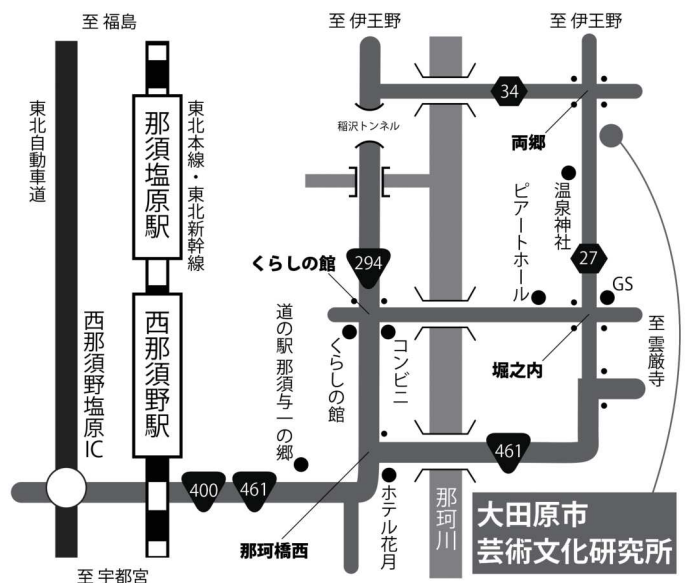 至 福島
至 伊王野
至 伊王野
東北自動車道
那須塩原駅
東北本線・東北新幹線
稲沢トンネル
34
両郷
温泉神社
ピアートホール
27
GS
くらしの館
294
西那須野塩原IC
西那須野駅
道の駅 那須与一の郷
くらしの館
コンビニ
堀之内
至 雲厳寺
400
461
461
那珂橋西
ホテル花月
那珂川
大田原市
芸術文化研究所
至 宇都宮